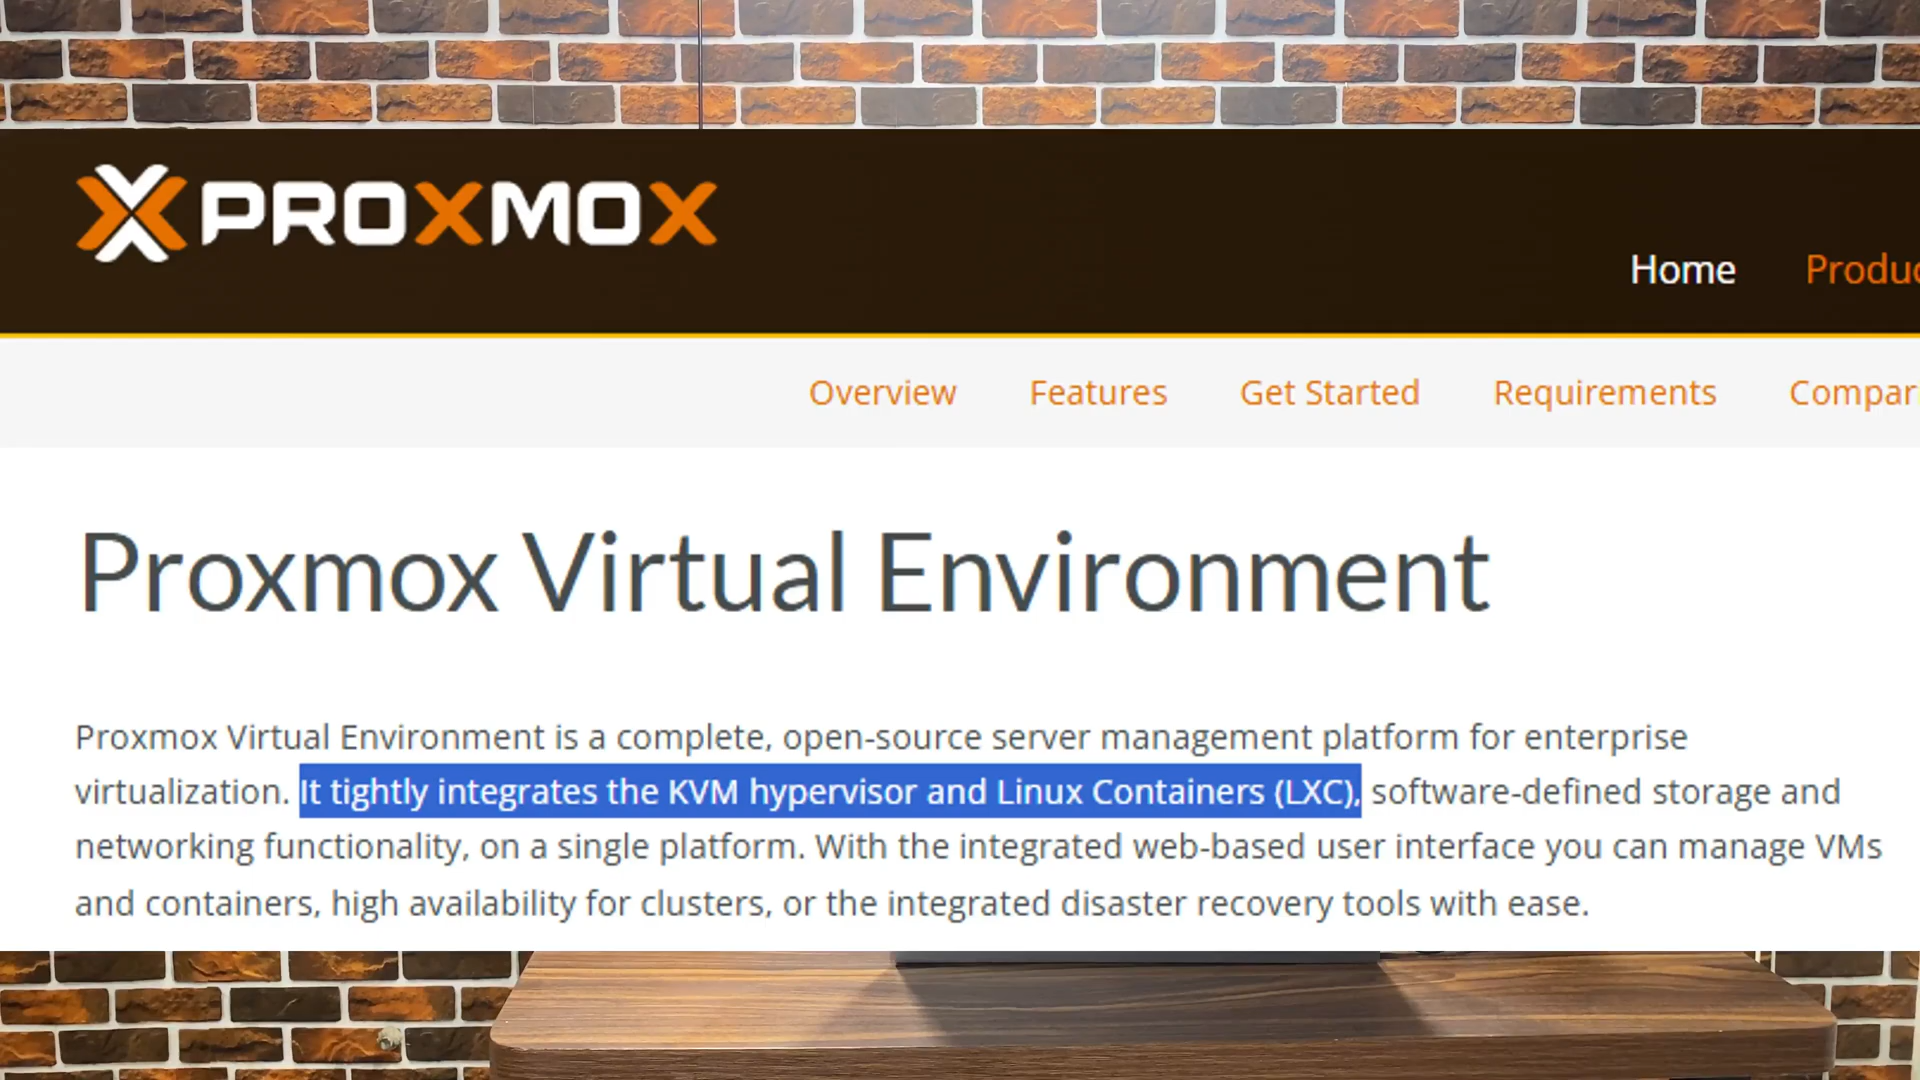 PROXMOX
Home
Overview Features Get Started Requirements
Proxmox Virtual Environment
Proxmox Virtual Environment is a complete, open-source server management platform for enterprise
virtualization. It tightly integrates the KVM hypervisor and Linux Containers (LXC), software-defined storage and
networking functionality, on a single platform. With the integrated web-based user interface you can manage VMs
and containers, high availability for clusters, or the integrated disaster recovery tools with ease.